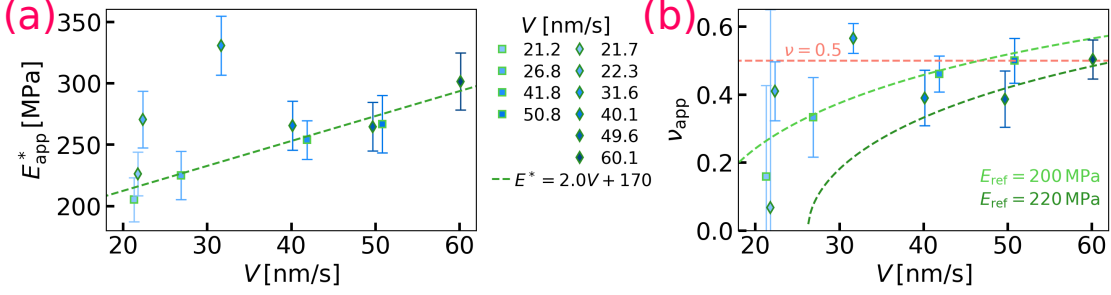 (a)
350
300
250
200
E*app [MPa]
20 30 40 50 60
V [nm/s]
V [nm/s]
21.2 21.7
26.8 22.3
41.8 31.6
50.8 40.1
49.6
60.1
E* = 2.0V + 170
(b)
0.6
0.4
0.2
0.0
νapp
ν = 0.5
Eref = 200 MPa
Eref = 220 MPa
20 30 40 50 60
V [nm/s]